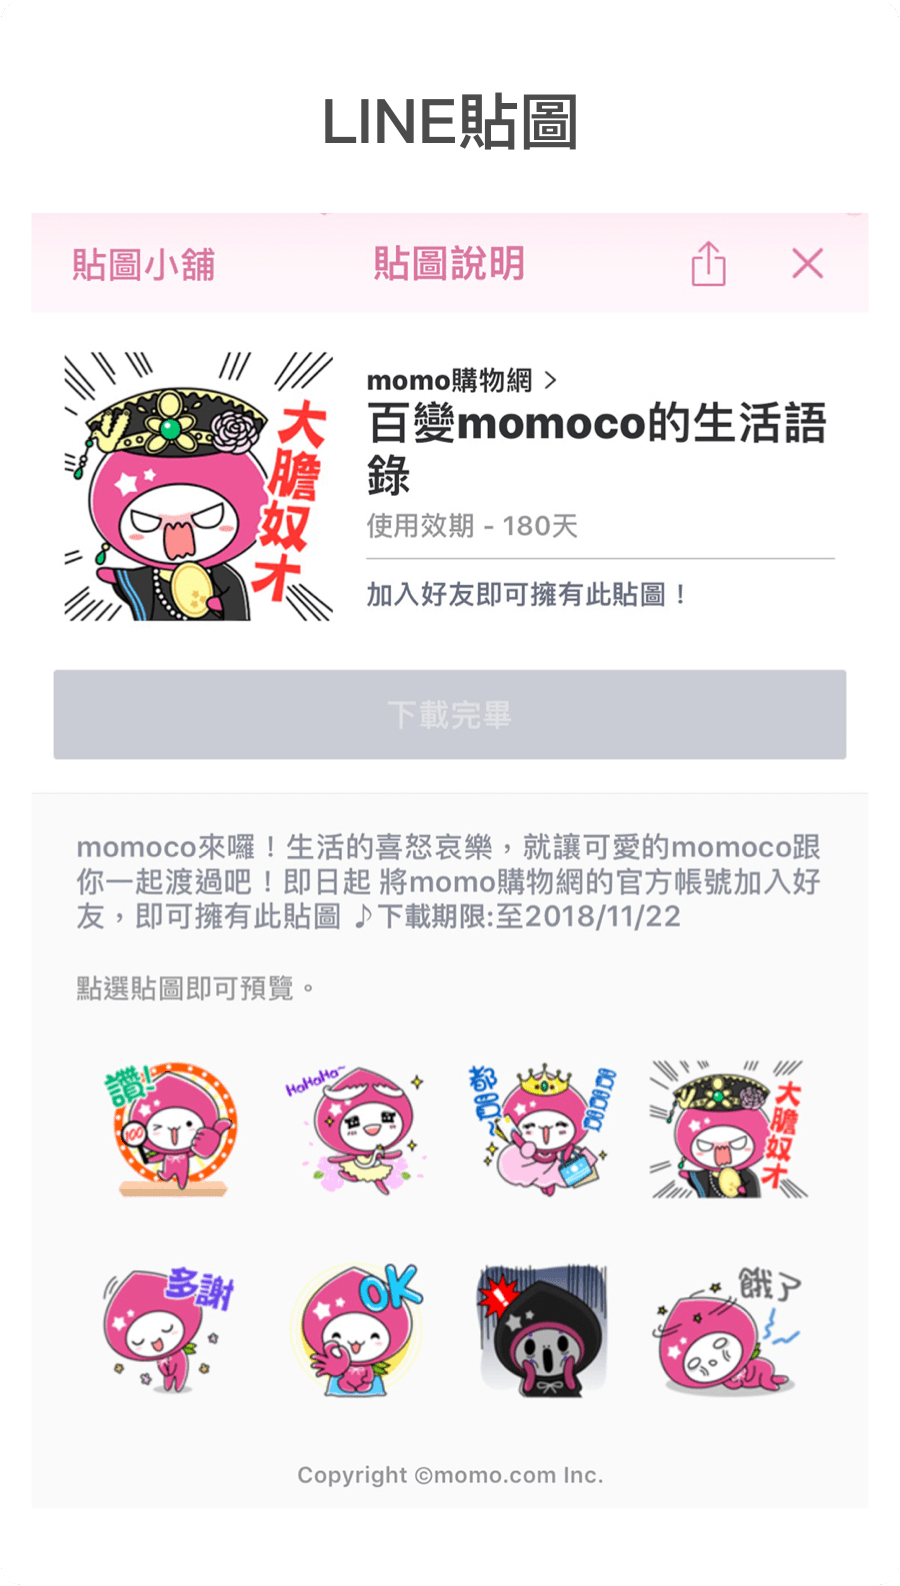 LINE貼圖
貼圖小舖 貼圖說明
momo購物網 >
百變momoco的生活語
錄
使用效期 - 180天
加入好友即可擁有此貼圖！
大膽奴才
下載完畢
momoco來囉！生活的喜怒哀樂，就讓可愛的momoco跟
你一起渡過吧！即日起 將momo購物網的官方帳號加入好
友，即可擁有此貼圖 ♪下載期限:至2018/11/22
點選貼圖即可預覽。
讚!
100
HaHaHa~
都買買~
買買買買
大膽奴才
多謝
OK
!
餓了
Copyright ©momo.com Inc.